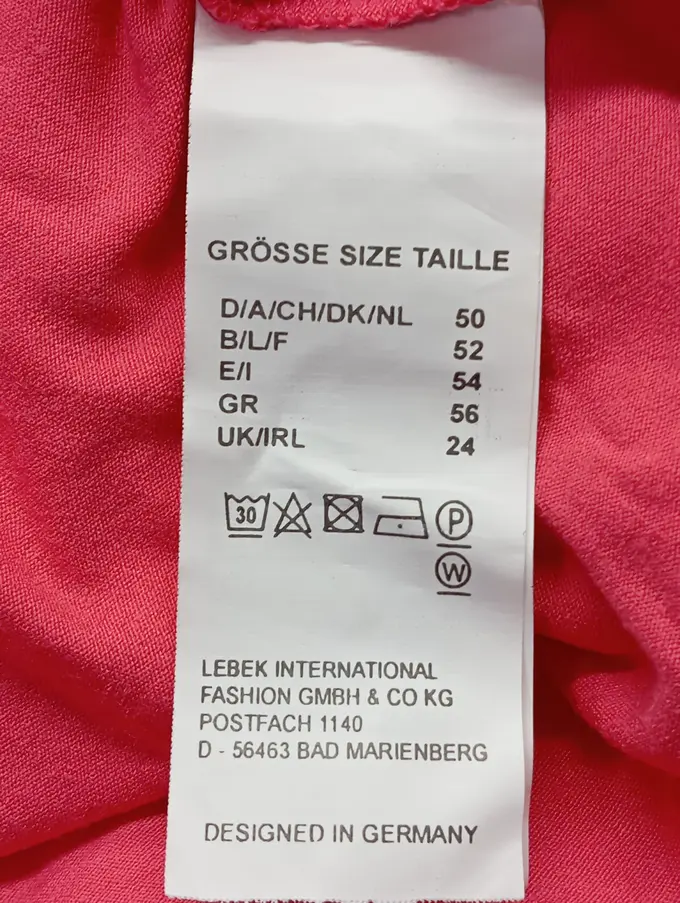 GRÖSSE SIZE TAILLE
D/A/CH/DK/NL 50
B/L/F 52
E/I 54
GR 56
UK/IRL 24
30 P
W
LEBEK INTERNATIONAL
FASHION GMBH & CO KG
POSTFACH 1140
D - 56463 BAD MARIENBERG
DESIGNED IN GERMANY